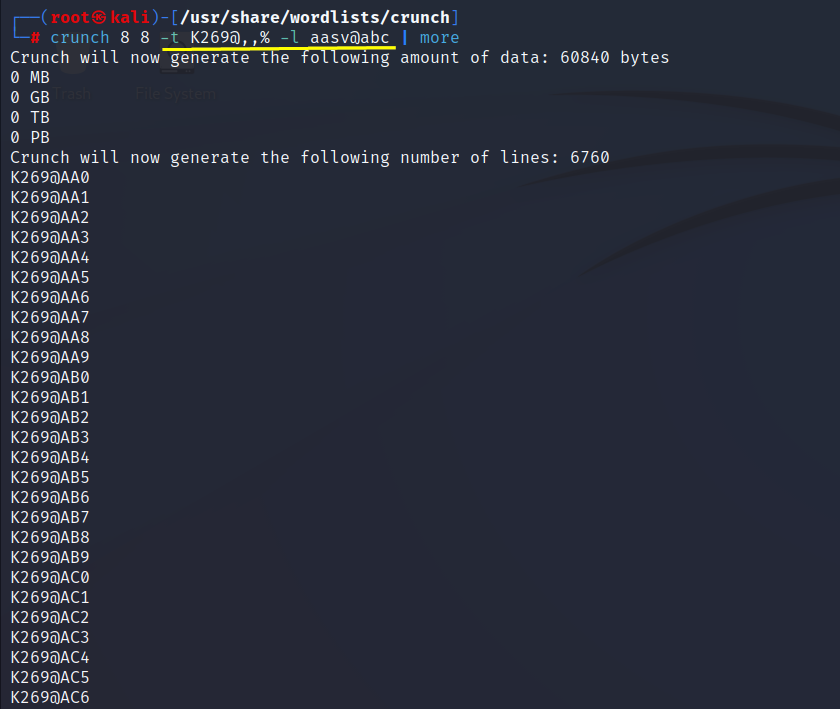 ┌──(root㉿kali)-[/usr/share/wordlists/crunch]
└─# crunch 8 8 -t K269@,,% -l aasv@abc | more
Crunch will now generate the following amount of data: 60840 bytes
0 MB
0 GB
0 TB
0 PB
Crunch will now generate the following number of lines: 6760
K269@AA0
K269@AA1
K269@AA2
K269@AA3
K269@AA4
K269@AA5
K269@AA6
K269@AA7
K269@AA8
K269@AA9
K269@AB0
K269@AB1
K269@AB2
K269@AB3
K269@AB4
K269@AB5
K269@AB6
K269@AB7
K269@AB8
K269@AB9
K269@AC0
K269@AC1
K269@AC2
K269@AC3
K269@AC4
K269@AC5
K269@AC6
Trash
File System